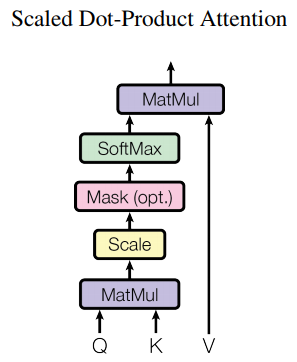 Scaled Dot-Product Attention
MatMul
SoftMax
Mask (opt.)
Scale
MatMul
Q K V